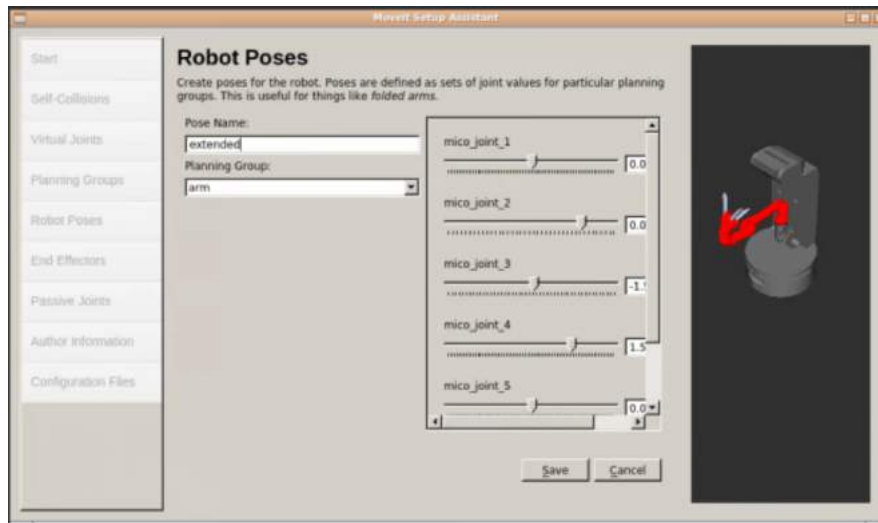 MoveIt Setup Assistant
Start
Self-Collisions
Virtual Joints
Planning Groups
Robot Poses
End Effectors
Passive Joints
Author Information
Configuration Files
Robot Poses
Create poses for the robot. Poses are defined as sets of joint values for particular planning
groups. This is useful for things like folded arms.
Pose Name:
extended
Planning Group:
arm
mico_joint_1
0.0
mico_joint_2
0.0
mico_joint_3
-1.5
mico_joint_4
1.5
mico_joint_5
0.0
Save Cancel